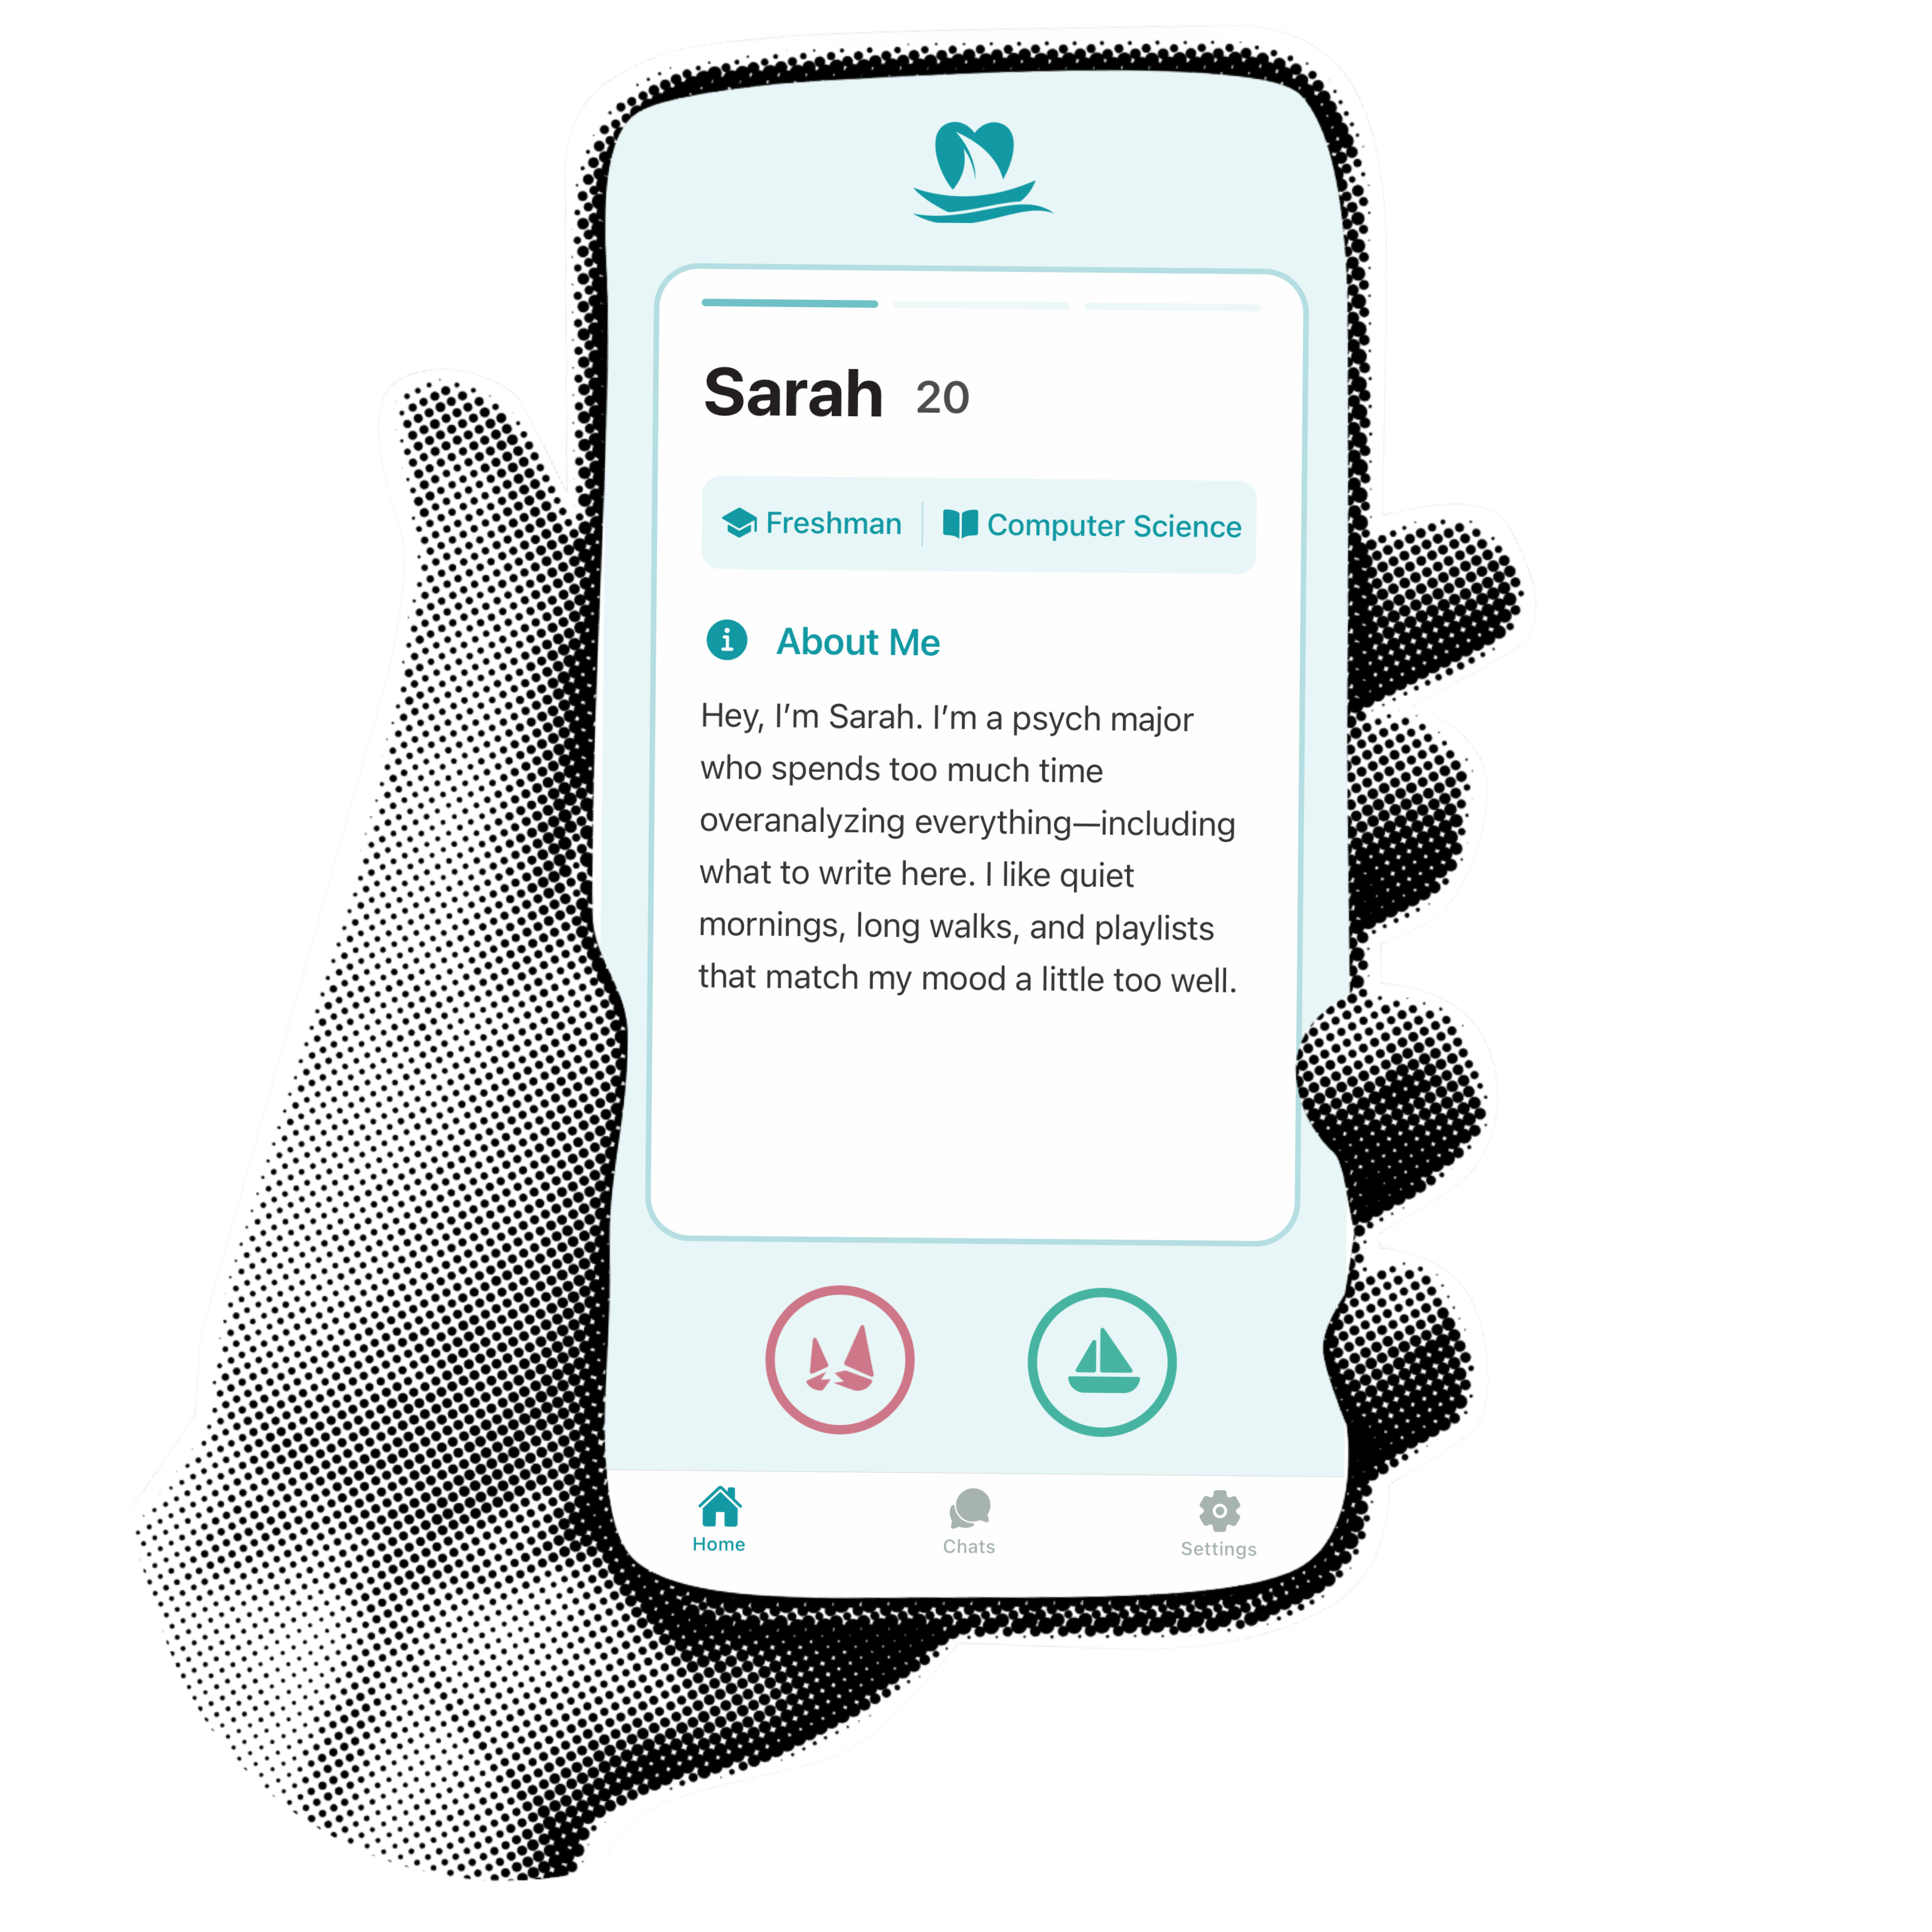 Sarah 20
Freshman | Computer Science
About Me
Hey, I’m Sarah. I’m a psych major
who spends too much time
overanalyzing everything—including
what to write here. I like quiet
mornings, long walks, and playlists
that match my mood a little too well.
Home Chats Settings